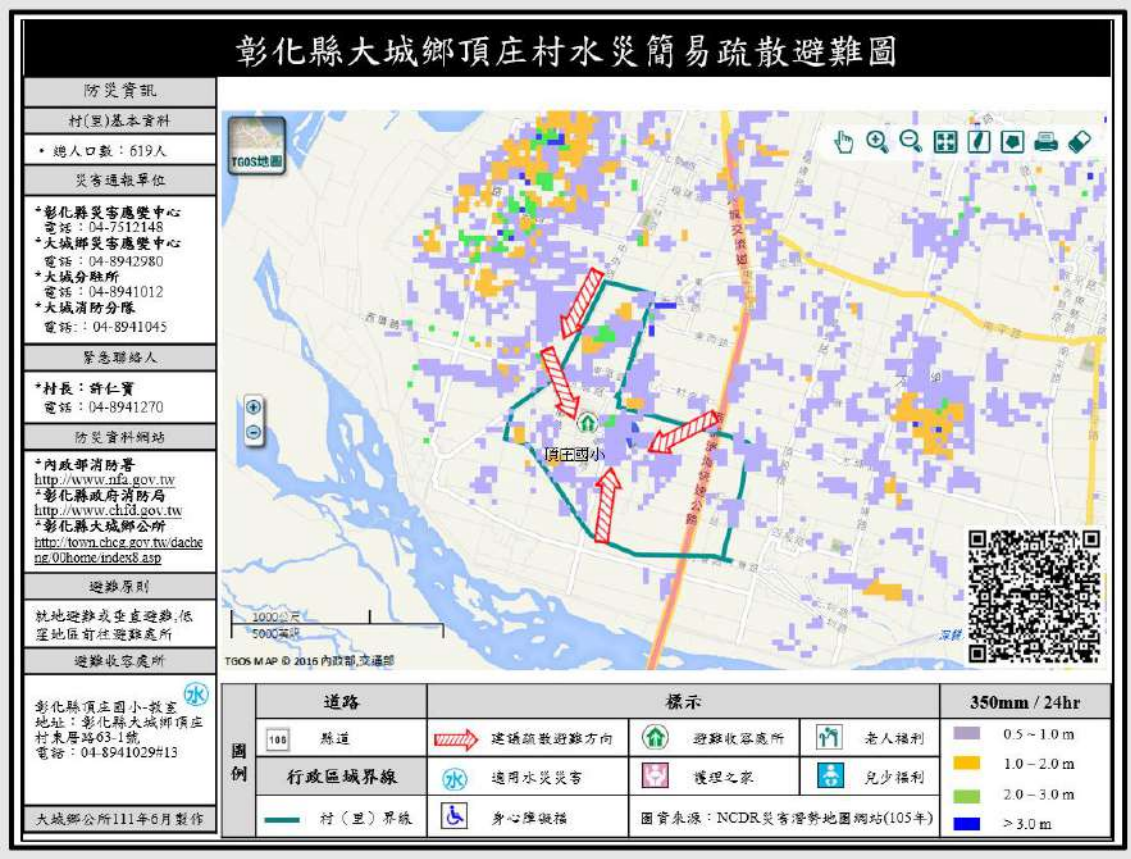 彰化縣大城鄉頂庄村水災簡易疏散避難圖
防災資訊
村(里)基本資料
• 總人口數：619人
災害通報單位
*彰化縣災害應變中心
電話：04-7512148
*大城鄉災害應變中心
電話：04-8942980
*大城分駐所
電話：04-8941012
*大城消防分隊
電話:：04-8941045
緊急聯絡人
*村長：許仁寶
電話：04-8941270
防災資料網站
*內政部消防署
http://www.nfa.gov.tw
*彰化縣政府消防局
http://www.chfd.gov.tw
*彰化縣大城鄉公所
http://town.chcg.gov.tw/dache
ng/00home/index8.asp
避難原則
就地避難或垂直避難,低
窪地區前往避難處所
避難收容處所
水
彰化縣頂庄國小-教室
地址：彰化縣大城鄉頂庄
村東厝路63-1號
電話：04-8941029#13
大城鄉公所111年6月製作
TGOS地圖
西濱路
頂庄國小
快速公路
南平路
1000公尺
5000英呎
TGOS MAP © 2016 內政部,交通部
圖例
道路
標示
350mm / 24hr
105
縣道
建議疏散避難方向
避難收容處所
老人福利
0.5 ~ 1.0 m
行政區域界線
水
適用水災災害
護理之家
兒少福利
1.0 – 2.0 m
2.0 – 3.0 m
村（里）界線
身心障礙福
圖資來源：NCDR災害潛勢地圖網站(105年)
> 3.0 m